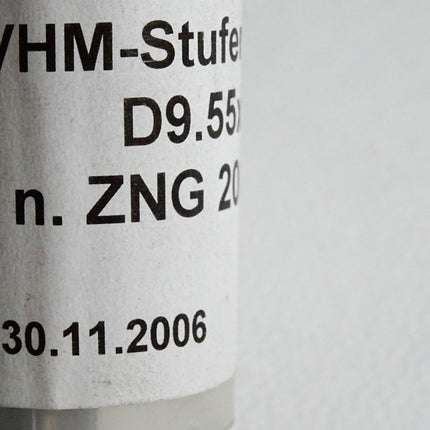 VHM-Stufen
D9.55x
n. ZNG 20
30.11.2006